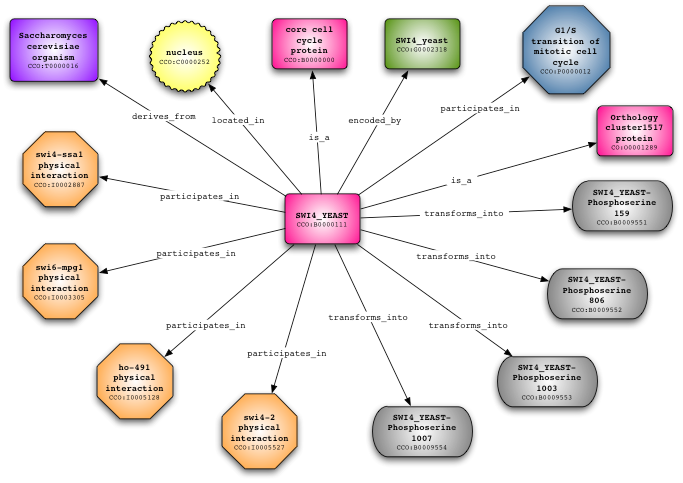 Saccharomyces
cerevisiae
organism
CCO:T0000016
nucleus
CCO:C0000252
core cell
cycle
protein
CCO:B0000000
SWI4_yeast
CCO:G0002318
G1/S
transition of
mitotic cell
cycle
CCO:P0000012
Orthology
cluster1517
protein
CO:O0001289
derives_from
located_in
is_a
encoded_by
participates_in
is_a
swi4-ssa1
physical
interaction
CCO:I0002887
participates_in
SWI4_YEAST
CCO:B0000111
transforms_into
SWI4_YEAST-
Phosphoserine
159
CCO:B0009551
swi6-mpg1
physical
interaction
CCO:I0003305
participates_in
transforms_into
SWI4_YEAST-
Phosphoserine
806
CCO:B0009552
participates_in
participates_in
transforms_into
transforms_into
ho-491
physical
interaction
CCO:I0005128
swi4-2
physical
interaction
CCO:I0005527
SWI4_YEAST-
Phosphoserine
1007
CCO:B0009554
SWI4_YEAST-
Phosphoserine
1003
CCO:B0009553